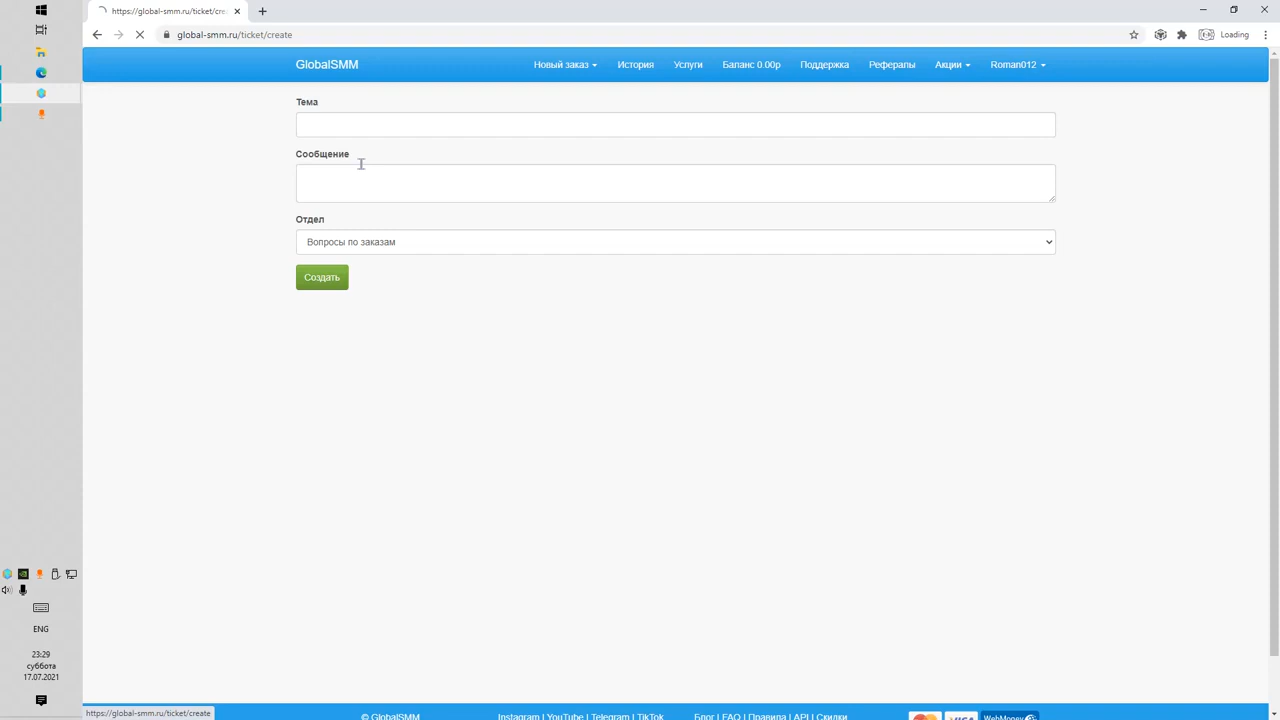 https://global-smm.ru/ticket/cre
global-smm.ru/ticket/create
Loading
GlobalSMM
Новый заказ
История
Услуги
Баланс 0.00р
Поддержка
Рефералы
Акции
Roman012
Тема
Сообщение
Отдел
Вопросы по заказам
Создать
ENG
23:29
суббота
17.07.2021
https://global-smm.ru/ticket/create
© GlobalSMM
Instagram | YouTube | Telegram | TikTok
Блог | FAQ | Правила | API | Скидки
VISA
WebMoney